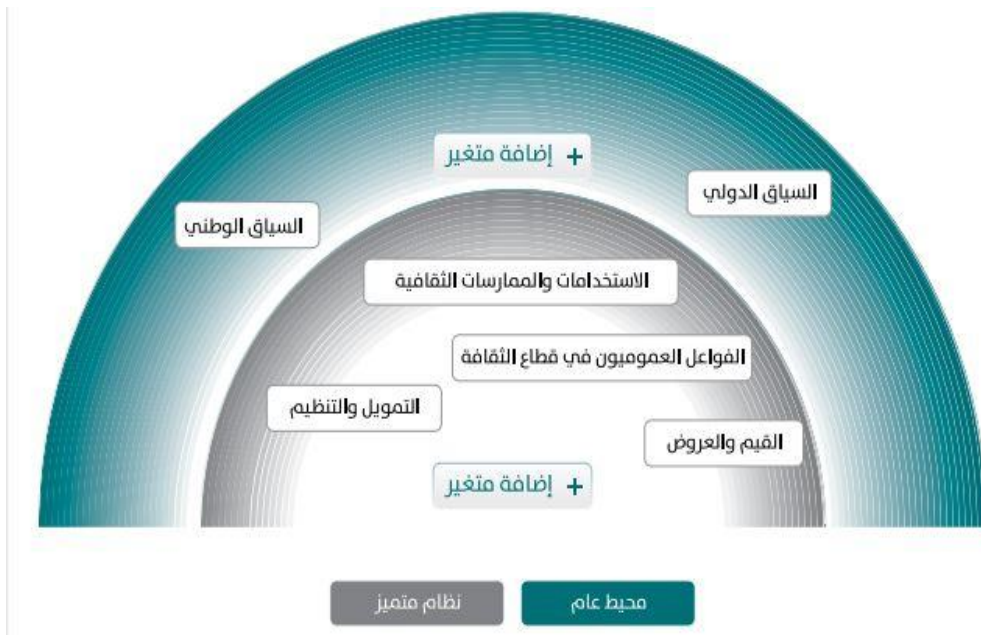 + إضافة متغير
السياق الدولي
السياق الوطني
الاستخدامات والممارسات الثقافية
الفواعل العموميون في قطاع الثقافة
التمويل والتنظيم
القيم والعروض
+ إضافة متغير
محيط عام
نظام متميز